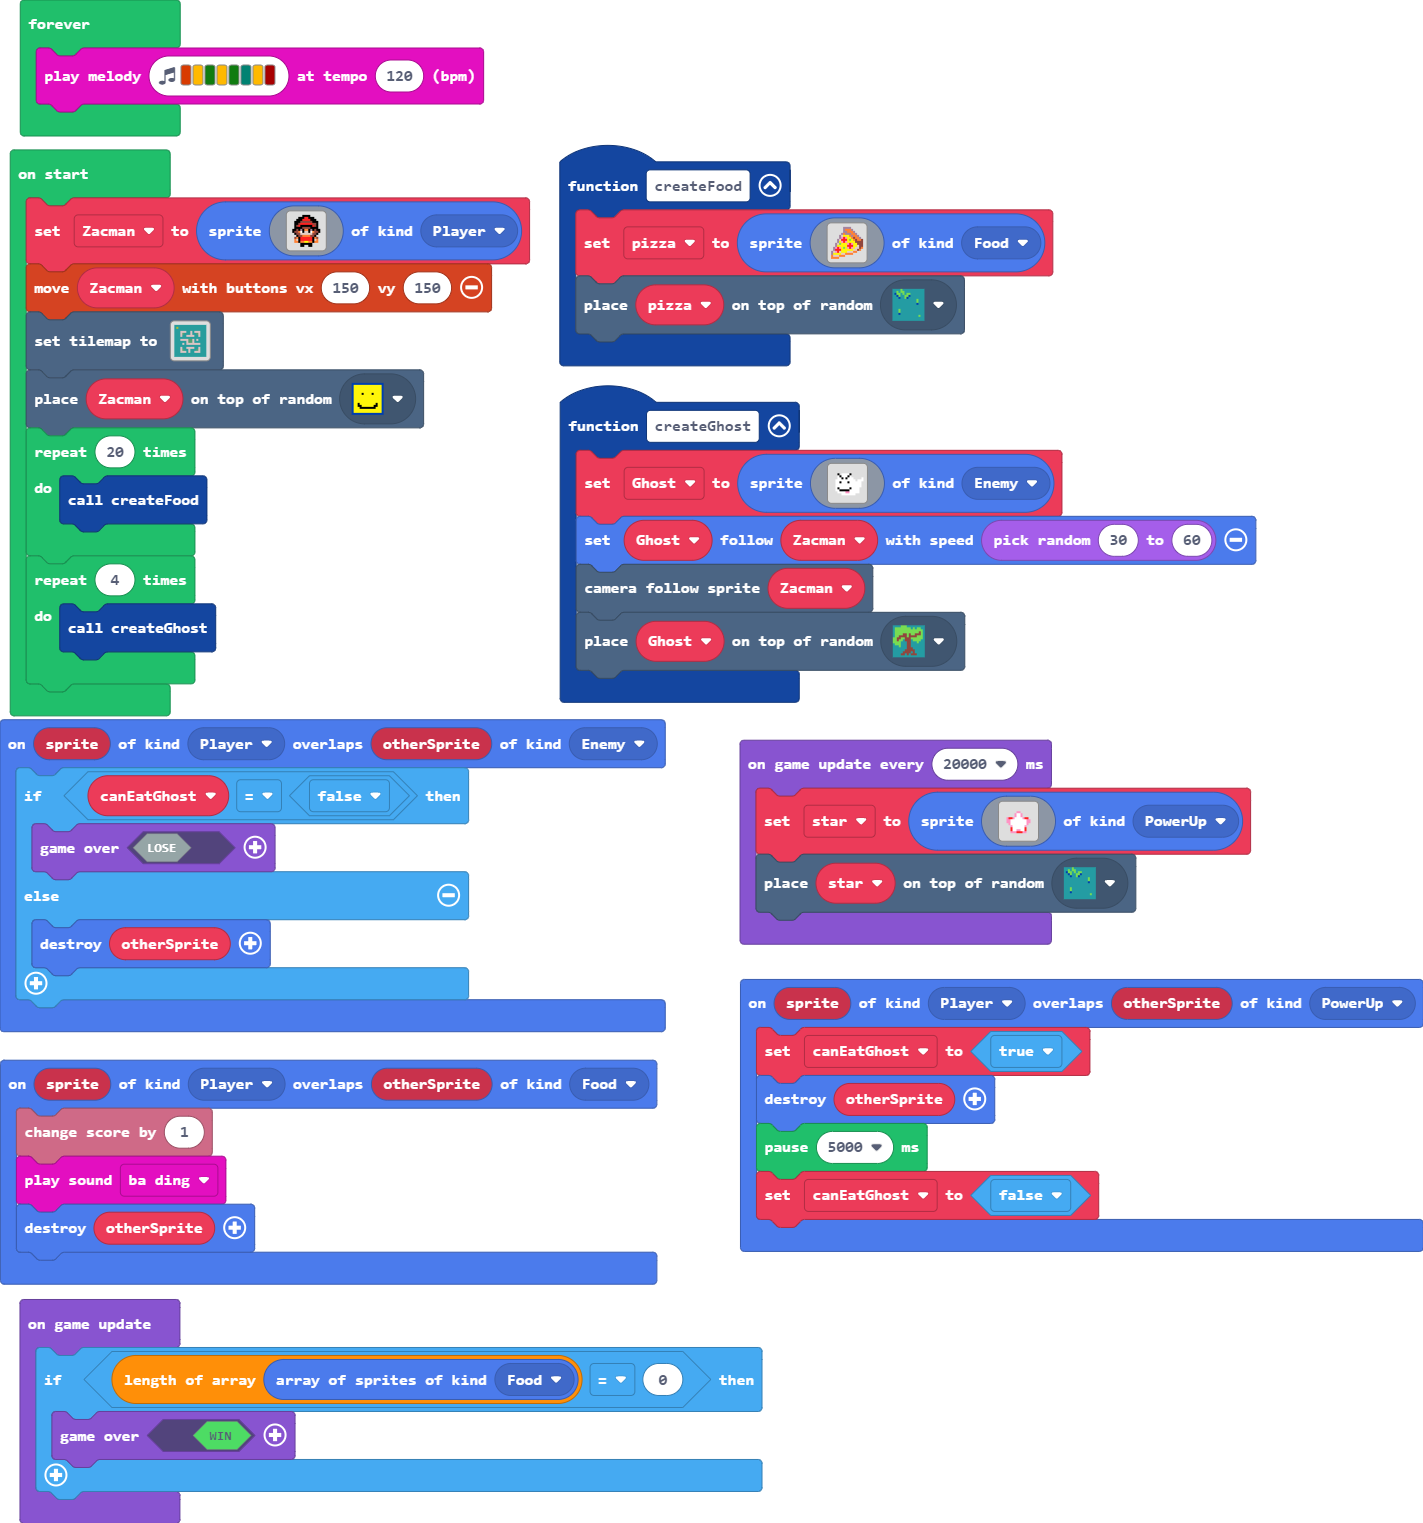 forever
play melody at tempo 120 (bpm)
on start
set Zacman to sprite of kind Player
move Zacman with buttons vx 150 vy 150
set tilemap to
place Zacman on top of random
repeat 20 times
do call createFood
repeat 4 times
do call createGhost
function createFood
set pizza to sprite of kind Food
place pizza on top of random
function createGhost
set Ghost to sprite of kind Enemy
set Ghost follow Zacman with speed pick random 30 to 60
camera follow sprite Zacman
place Ghost on top of random
on sprite of kind Player overlaps otherSprite of kind Enemy
if canEatGhost = false then
game over LOSE
else
destroy otherSprite
on game update every 20000 ms
set star to sprite of kind PowerUp
place star on top of random
on sprite of kind Player overlaps otherSprite of kind PowerUp
set canEatGhost to true
destroy otherSprite
pause 5000 ms
set canEatGhost to false
on sprite of kind Player overlaps otherSprite of kind Food
change score by 1
play sound ba ding
destroy otherSprite
on game update
if length of array array of sprites of kind Food = 0 then
game over WIN